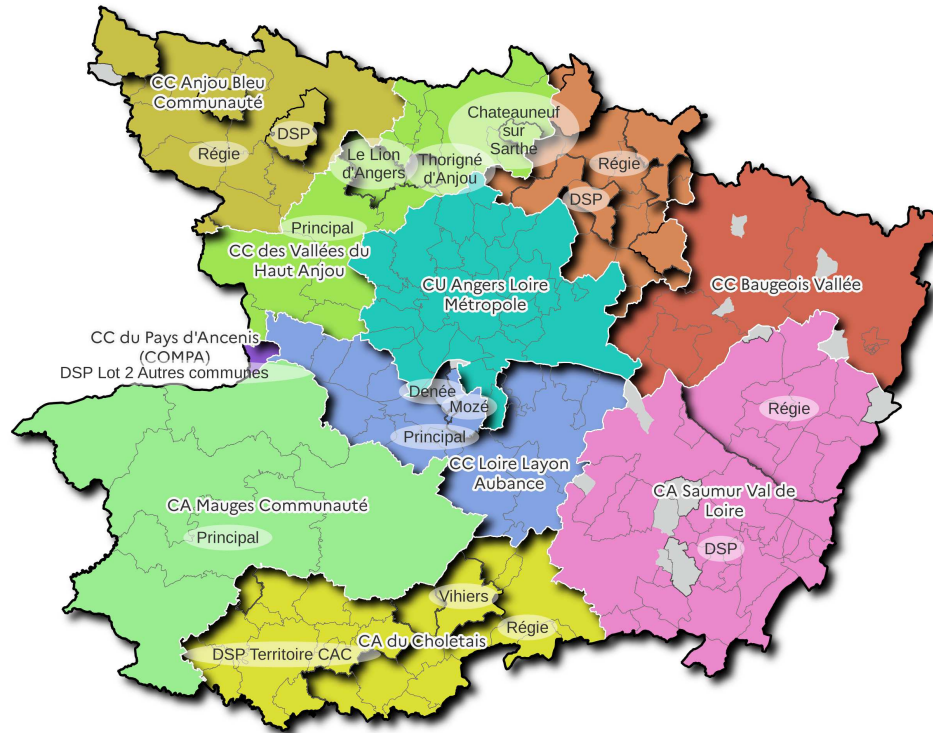 CC Anjou Bleu
Communauté
DSP
Régie
Chateauneuf
sur
Sarthe
Le Lion
d'Angers
Thorigné
d'Anjou
Régie
DSP
Principal
CC des Vallées du
Haut Anjou
CU Angers Loire
Métropole
CC Baugeois Vallée
CC du Pays d'Ancenis
(COMPA)
DSP Lot 2 Autres communes
Denée
Mozé
Principal
Régie
CC Loire Layon
Aubance
CA Saumur Val de
Loire
DSP
CA Mauges Communauté
Principal
Vihiers
Régie
CA du Choletais
DSP Territoire CAC